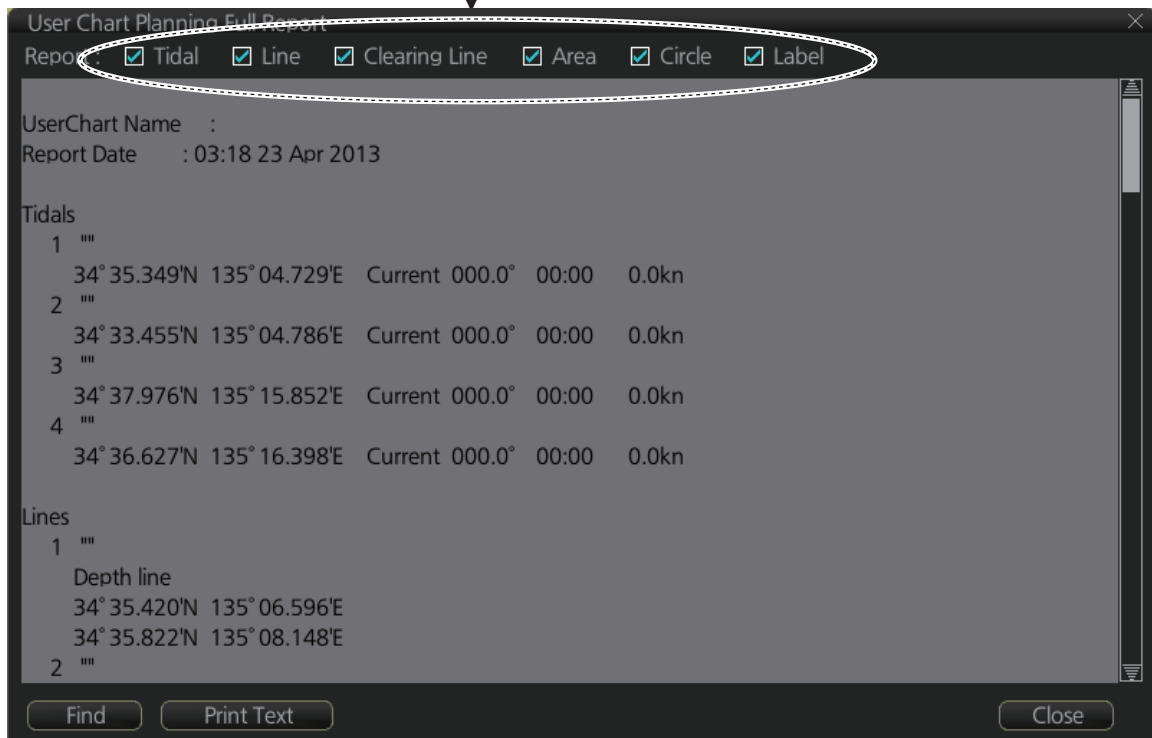 User Chart Planning Full Report
Report : Tidal Line Clearing Line Area Circle Label
UserChart Name :
Report Date : 03:18 23 Apr 2013
Tidals
1 ""
34°35.349'N 135°04.729'E Current 000.0° 00:00 0.0kn
2 ""
34°33.455'N 135°04.786'E Current 000.0° 00:00 0.0kn
3 ""
34°37.976'N 135°15.852'E Current 000.0° 00:00 0.0kn
4 ""
34°36.627'N 135°16.398'E Current 000.0° 00:00 0.0kn
Lines
1 ""
Depth line
34°35.420'N 135°06.596'E
34°35.822'N 135°08.148'E
2 ""
Find Print Text Close